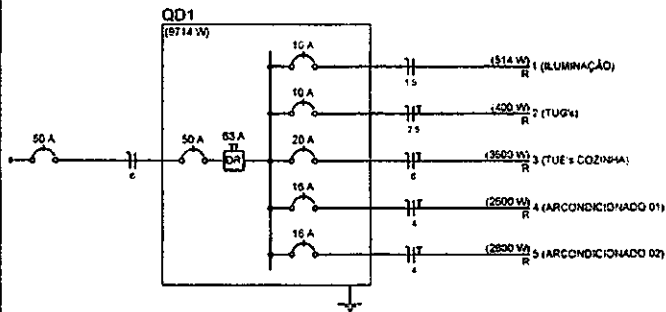 QD1
(9714 W)
50 A
6
50 A
63 A
DR
10 A
1.5
(514 W)
R
1 (ILUMINAÇÃO)
10 A
T
2.5
(400 W)
R
2 (TUG's)
20 A
T
6
(3600 W)
R
3 (TUE's COZINHA)
16 A
T
4
(2600 W)
R
4 (ARCONDICIONADO 01)
16 A
T
4
(2600 W)
R
5 (ARCONDICIONADO 02)